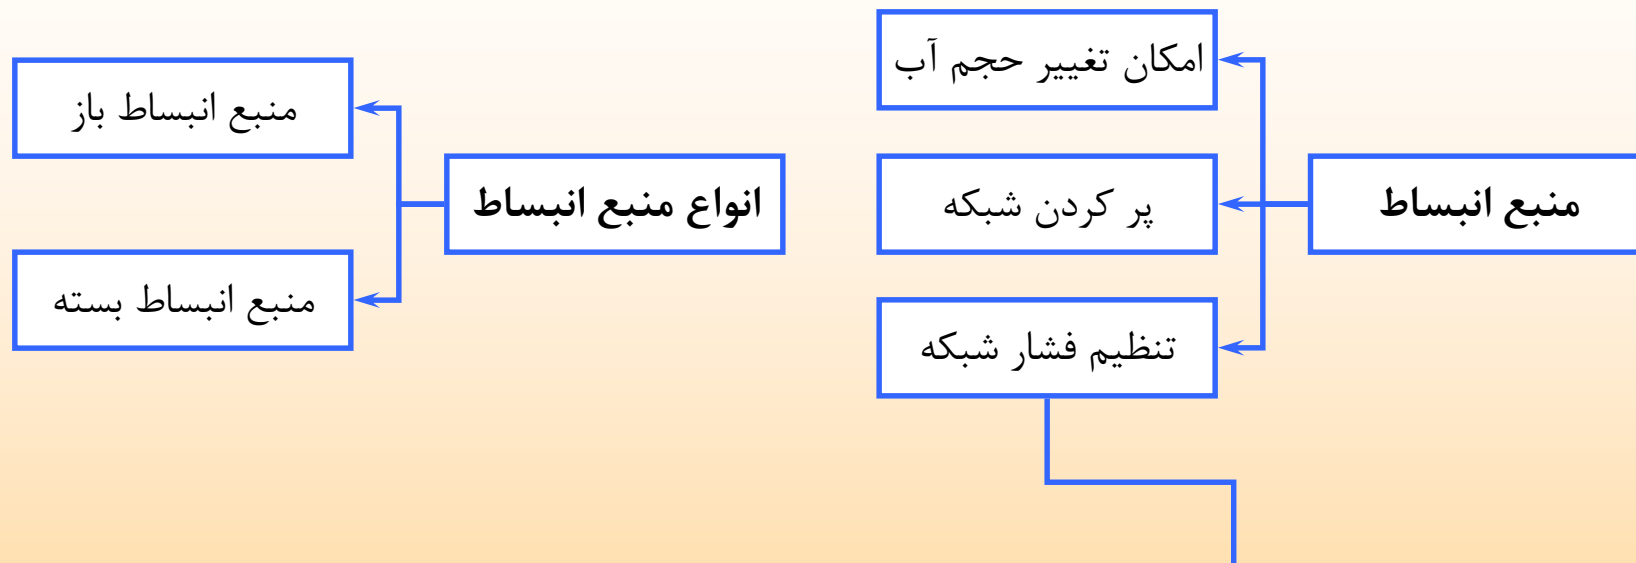 منبع انبساط
امکان تغییر حجم آب
پر کردن شبکه
تنظیم فشار شبکه
انواع منبع انبساط
منبع انبساط باز
منبع انبساط بسته